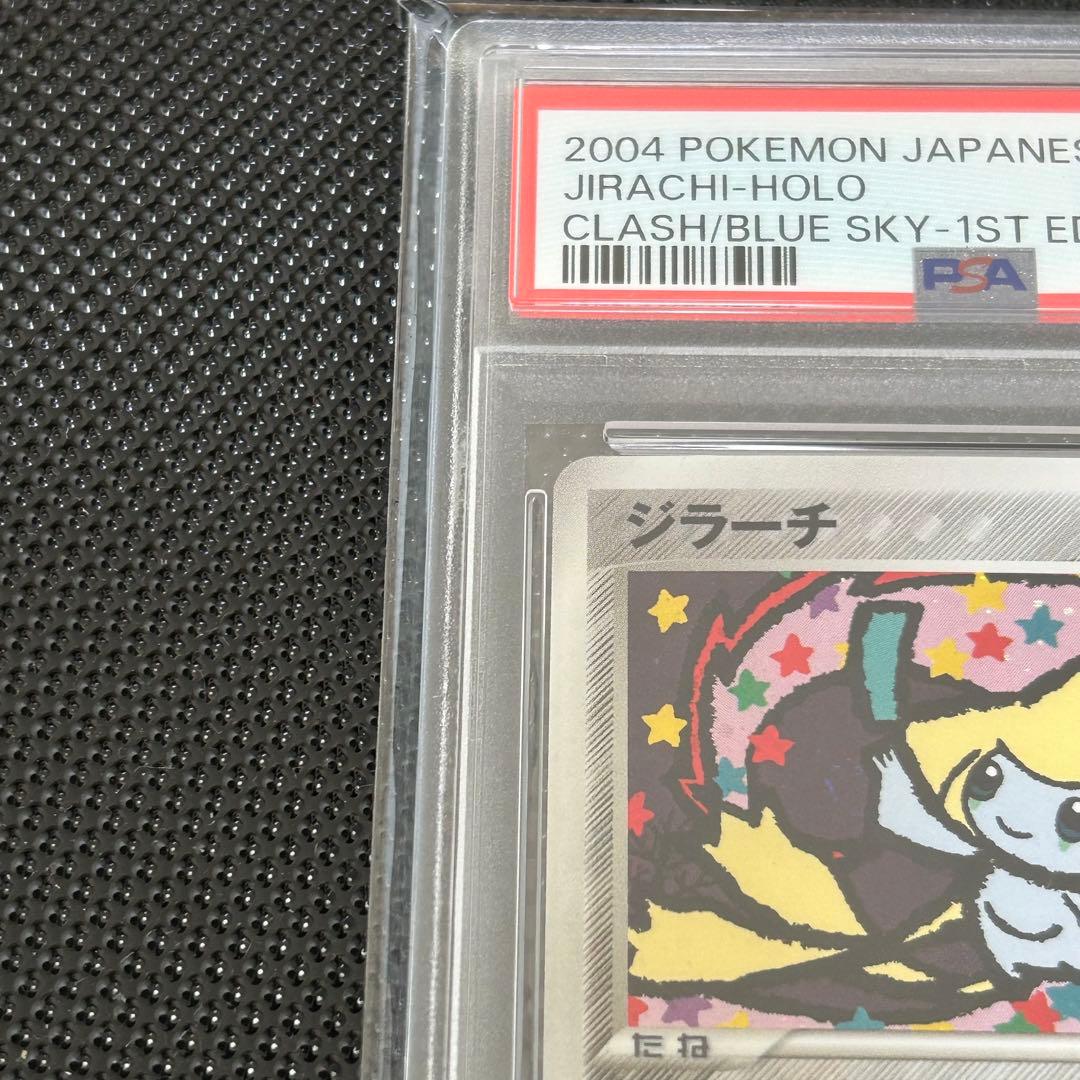 2004 POKEMON JAPANES
JIRACHI-HOLO
CLASH/BLUE SKY-1ST ED
PSA
ジラーチ
たね